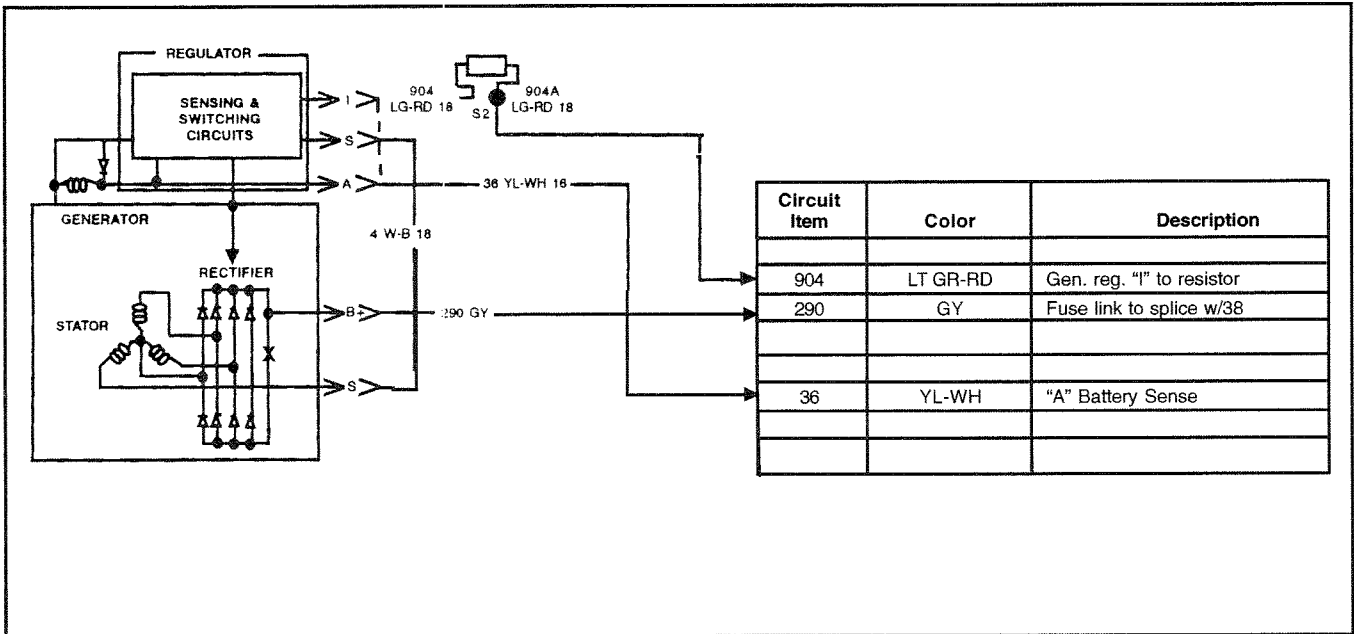 REGULATOR
SENSING &
SWITCHING
CIRCUITS
I
S
A
904
LG-RD 18
S2
904A
LG-RD 18
36 YL-WH 16
4 W-B 18
GENERATOR
RECTIFIER
STATOR
B+
290 GY
S
Circuit
Item
Color
Description
904
LT GR-RD
Gen. reg. "I" to resistor
290
GY
Fuse link to splice w/38
36
YL-WH
"A" Battery Sense